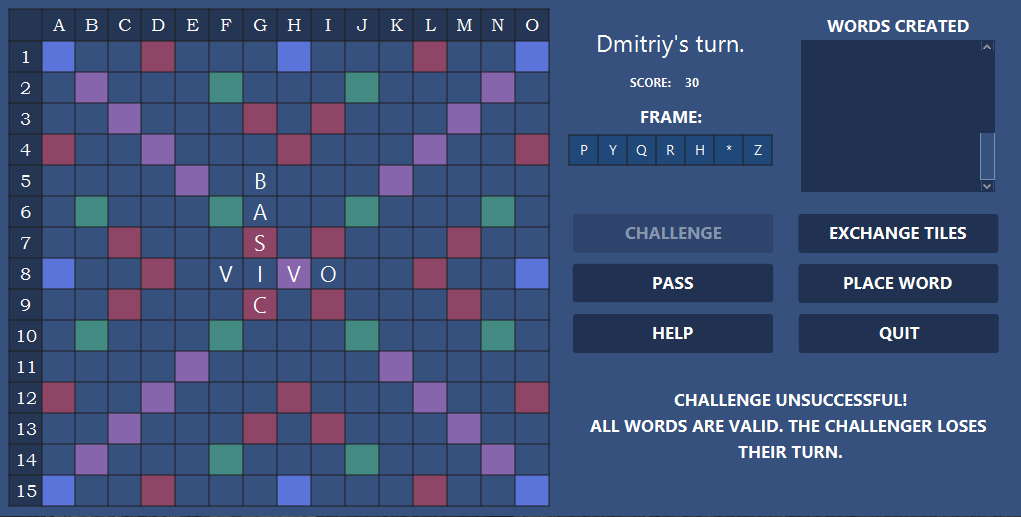 A B C D E F G H I J K L M N O
1
2
3
4
5 B
6 A
7 S
8 V I V O
9 C
10
11
12
13
14
15
Dmitriy's turn.
SCORE: 30
FRAME:
P Y Q R H * Z
WORDS CREATED
CHALLENGE
EXCHANGE TILES
PASS
PLACE WORD
HELP
QUIT
CHALLENGE UNSUCCESSFUL!
ALL WORDS ARE VALID. THE CHALLENGER LOSES
THEIR TURN.